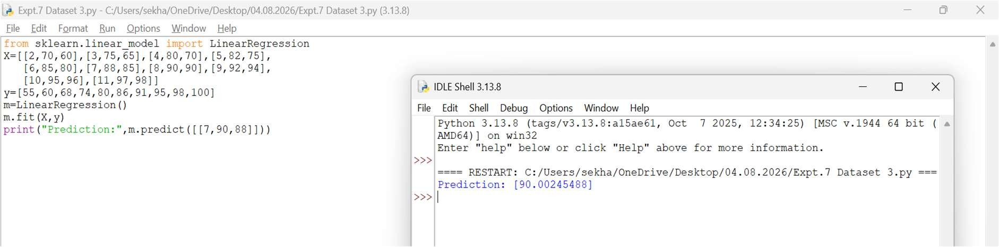 Expt.7 Dataset 3.py - C:/Users/sekha/OneDrive/Desktop/04.08.2026/Expt.7 Dataset 3.py (3.13.8)
File Edit Format Run Options Window Help
from sklearn.linear_model import LinearRegression
X=[[2,70,60],[3,75,65],[4,80,70],[5,82,75],
[6,85,80],[7,88,85],[8,90,90],[9,92,94],
[10,95,96],[11,97,98]]
y=[55,60,68,74,80,86,91,95,98,100]
m=LinearRegression()
m.fit(X,y)
print("Prediction:",m.predict([[7,90,88]]))
IDLE Shell 3.13.8
File Edit Shell Debug Options Window Help
Python 3.13.8 (tags/v3.13.8:a15ae61, Oct  7 2025, 12:34:25) [MSC v.1944 64 bit (
AMD64)] on win32
Enter "help" below or click "Help" above for more information.
>>>
==== RESTART: C:/Users/sekha/OneDrive/Desktop/04.08.2026/Expt.7 Dataset 3.py ===
Prediction: [90.00245488]
>>>